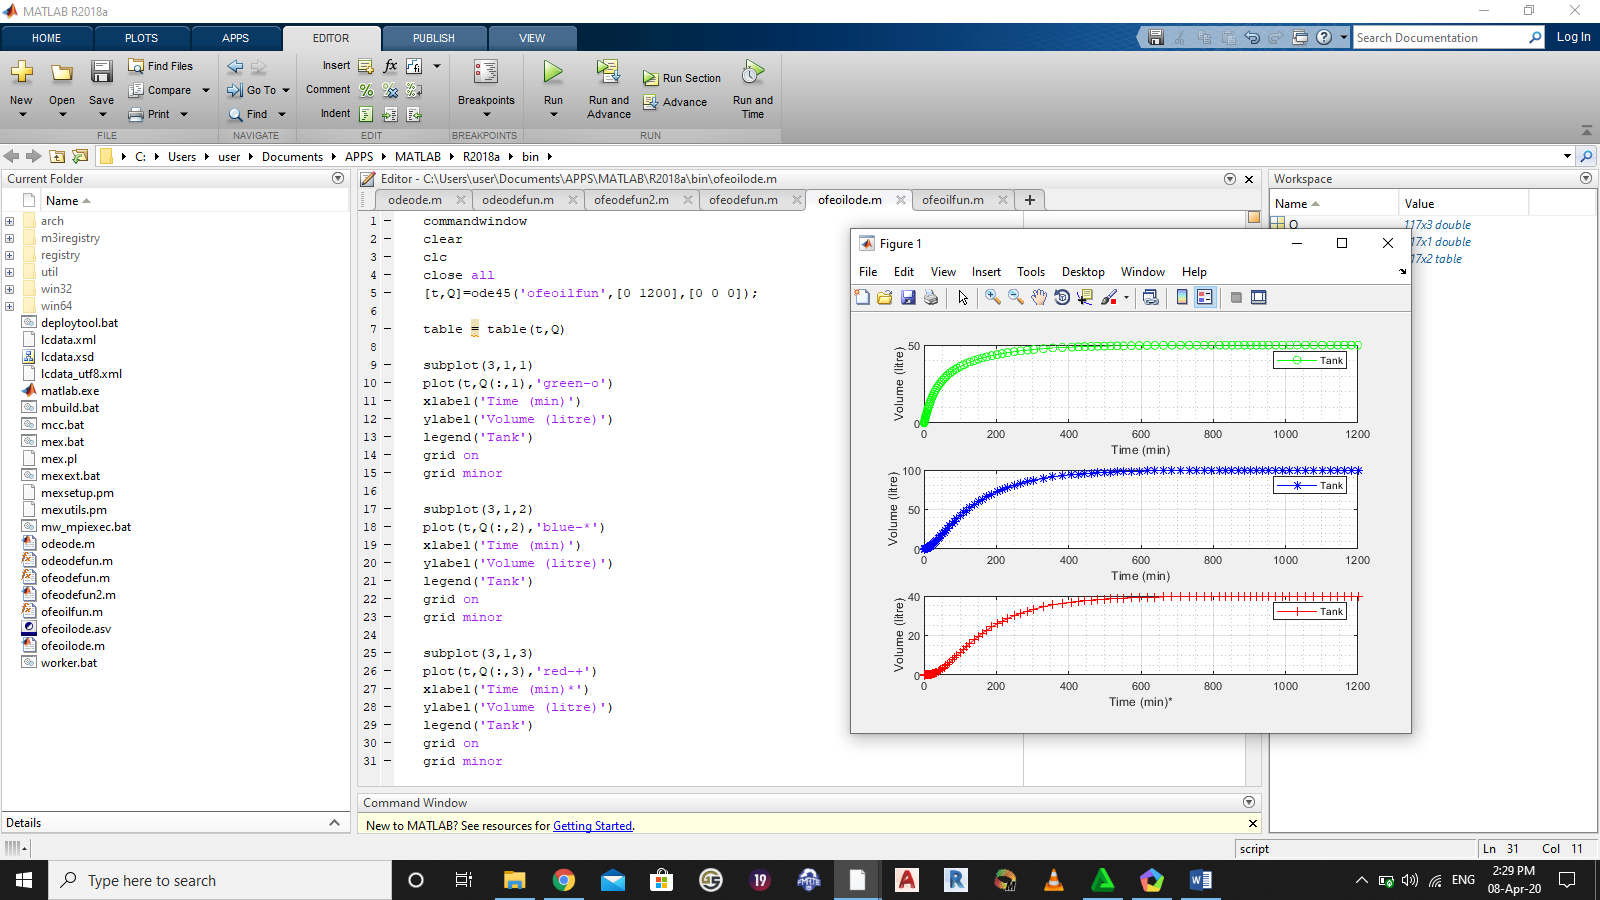 MATLAB R2018a
HOME PLOTS APPS EDITOR PUBLISH VIEW
Search Documentation Log In
New Open Save Find Files Compare Print
Go To Find
Insert fx Comment Indent
Breakpoints
Run Run and Advance Run Section Advance Run and Time
FILE NAVIGATE EDIT BREAKPOINTS RUN
C: Users user Documents APPS MATLAB R2018a bin
Current Folder
Name
arch
m3iregistry
registry
util
win32
win64
deploytool.bat
lcdata.xml
lcdata.xsd
lcdata_utf8.xml
matlab.exe
mbuild.bat
mcc.bat
mex.bat
mex.pl
mexext.bat
mexsetup.pm
mexutils.pm
mw_mpiexec.bat
odeode.m
odeodefun.m
ofeodefun.m
ofeodefun2.m
ofeoilfun.m
ofeoilode.asv
ofeoilode.m
worker.bat
Details
Editor - C:\Users\user\Documents\APPS\MATLAB\R2018a\bin\ofeoilode.m
odeode.m odeodefun.m ofeodefun2.m ofeodefun.m ofeoilode.m ofeoilfun.m
1 commandwindow
2 clear
3 clc
4 close all
5 [t,Q]=ode45('ofeoilfun',[0 1200],[0 0 0]);
6
7 table = table(t,Q)
8
9 subplot(3,1,1)
10 plot(t,Q(:,1),'green-o')
11 xlabel('Time (min)')
12 ylabel('Volume (litre)')
13 legend('Tank')
14 grid on
15 grid minor
16
17 subplot(3,1,2)
18 plot(t,Q(:,2),'blue-*')
19 xlabel('Time (min)')
20 ylabel('Volume (litre)')
21 legend('Tank')
22 grid on
23 grid minor
24
25 subplot(3,1,3)
26 plot(t,Q(:,3),'red-+')
27 xlabel('Time (min)*')
28 ylabel('Volume (litre)')
29 legend('Tank')
30 grid on
31 grid minor
Command Window
New to MATLAB? See resources for Getting Started.
Workspace
Name Value
Q 117x3 double
17x1 double
17x2 table
Figure 1
File Edit View Insert Tools Desktop Window Help
Volume (litre)
50
0
Tank
0 200 400 600 800 1000 1200
Time (min)
Volume (litre)
100
50
0
Tank
0 200 400 600 800 1000 1200
Time (min)
Volume (litre)
40
20
0
Tank
0 200 400 600 800 1000 1200
Time (min)*
script Ln 31 Col 11
Type here to search
19
ENG
2:29 PM
08-Apr-20